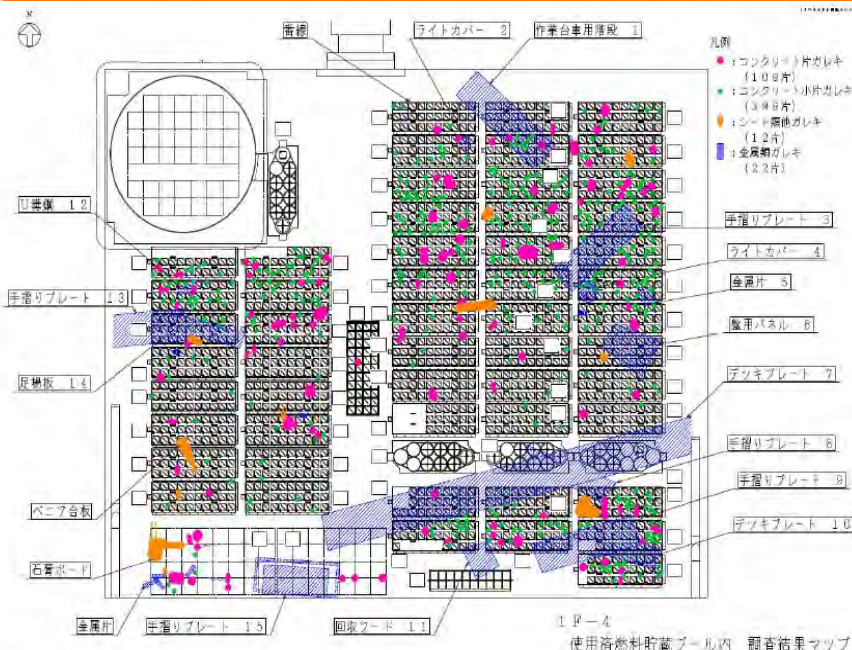 N
番線
ライトカバー 2
作業台車用階段 1
凡例
：コンクリート片ガレキ
(108片)
：コンクリート小片ガレキ
：シート類他ガレキ
(12片)
：金属類ガレキ
(22片)
手摺りプレート 3
ライトカバー 4
金属片 5
盤用パネル 6
デッキプレート 7
手摺りプレート 8
手摺りプレート 9
デッキプレート 10
12
手摺りプレート 13
足場板 14
ベニア合板
石膏ボード
金属片
手摺りプレート 15
回収フード 11
1F-4
使用済燃料貯蔵プール内 調査結果マップ